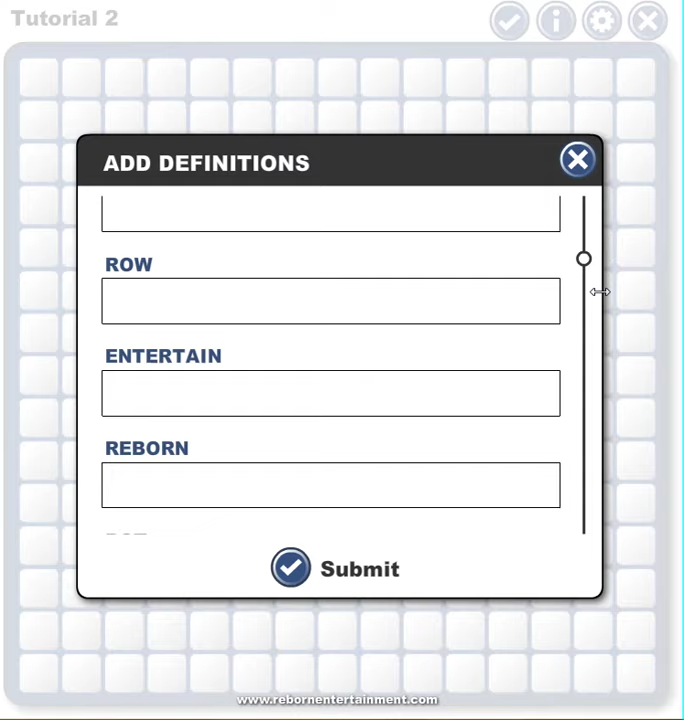 Tutorial 2
ADD DEFINITIONS
ROW
ENTERTAIN
REBORN
Submit
www.rebornentertainment.com